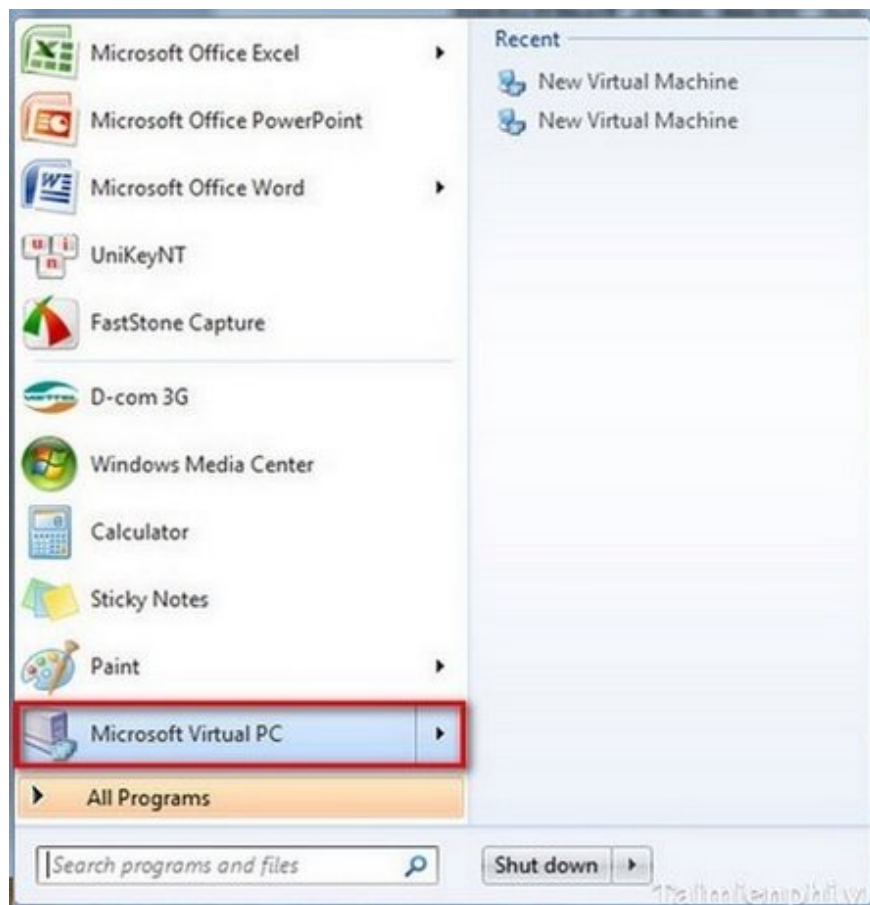 Microsoft Office Excel
Microsoft Office PowerPoint
Microsoft Office Word
UniKeyNT
FastStone Capture
D-com 3G
Windows Media Center
Calculator
Sticky Notes
Paint
Microsoft Virtual PC
All Programs
Search programs and files
Recent
New Virtual Machine
New Virtual Machine
Shut down